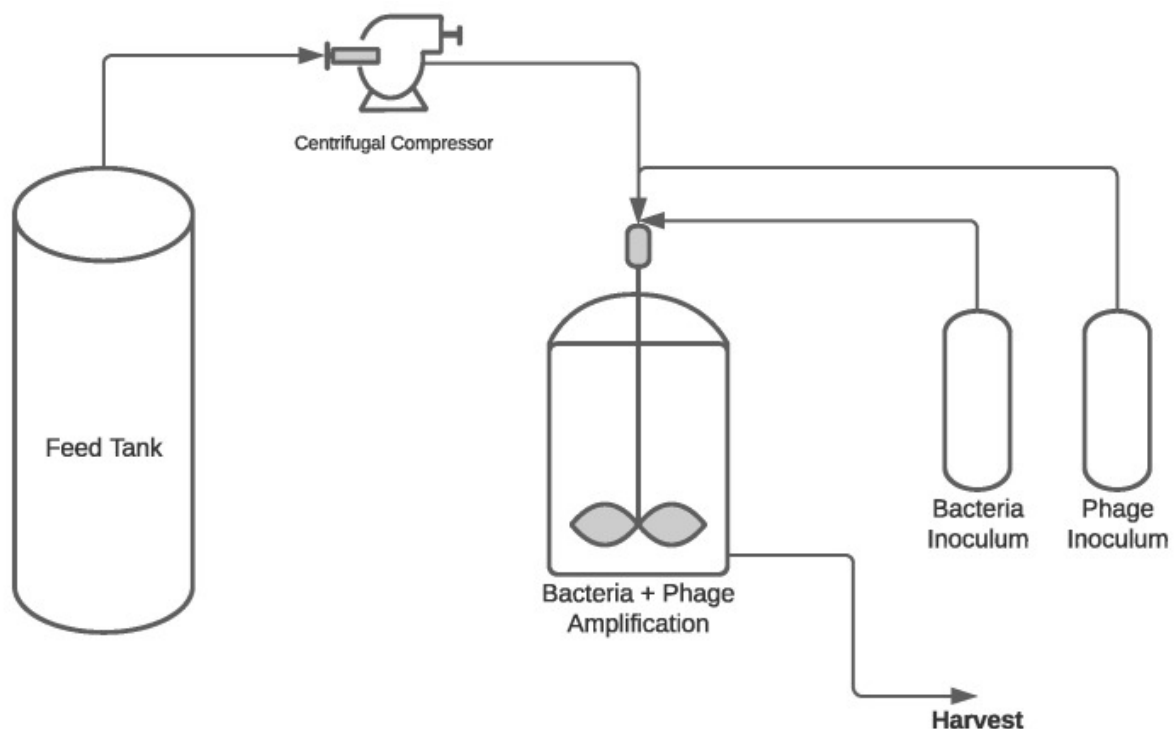 Centrifugal Compressor
Feed Tank
Bacteria
Inoculum
Phage
Inoculum
Bacteria + Phage
Amplification
Harvest